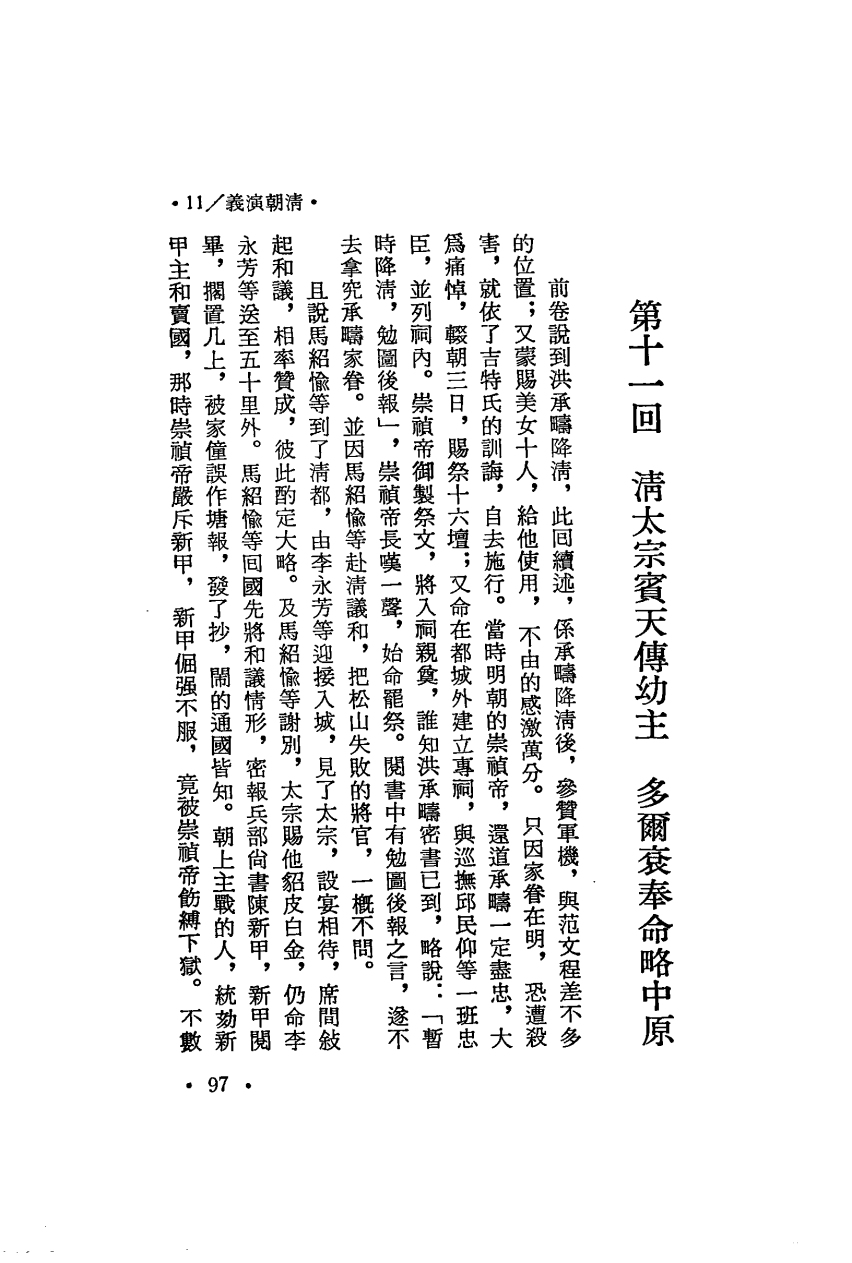 ·清朝演義/11·
第十一回　清太宗賓天傳幼主　多爾袞奉命略中原
前卷說到洪承疇降清，此回續述，係承疇降清後，參贊軍機，與范文程差不多
的位置；又蒙賜美女十人，給他使用，不由的感激萬分。只因家眷在明，恐遭殺
害，就依了吉特氏的訓誨，自去施行。當時明朝的崇禎帝，還道承疇一定盡忠，大
爲痛悼，輟朝三日，賜祭十六壇；又命在都城外建立專祠，與巡撫邱民仰等一班忠
臣，並列祠內。崇禎帝御製祭文，將入祠親奠，誰知洪承疇密書已到，略說：「暫
時降清，勉圖後報」，崇禎帝長嘆一聲，始命罷祭。閱書中有勉圖後報之言，遂不
去拿究承疇家眷。並因馬紹愉等赴清議和，把松山失敗的將官，一概不問。
且說馬紹愉等到了清都，由李永芳等迎接入城，見了太宗，設宴相待，席間敍
起和議，相率贊成，彼此酌定大略。及馬紹愉等謝別，太宗賜他貂皮白金，仍命李
永芳等送至五十里外。馬紹愉等回國先將和議情形，密報兵部尙書陳新甲，新甲閱
畢，擱置几上，被家僮誤作塘報，發了抄，鬧的通國皆知。朝上主戰的人，統劾新
甲主和賣國，那時崇禎帝嚴斥新甲，新甲倔强不服，竟被崇禎帝飭縛下獄。不數
·97·